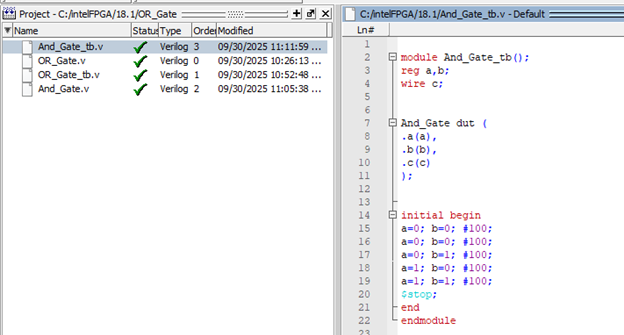 Project - C:/intelFPGA/18.1/OR_Gate
Name Status Type Order Modified
And_Gate_tb.v Verilog 3 09/30/2025 11:11:59 ...
OR_Gate.v Verilog 0 09/30/2025 10:26:13 ...
OR_Gate_tb.v Verilog 1 09/30/2025 10:52:48 ...
And_Gate.v Verilog 2 09/30/2025 11:05:38 ...
C:/intelFPGA/18.1/And_Gate_tb.v - Default
Ln#
1
2 module And_Gate_tb();
3 reg a,b;
4 wire c;
5
6
7 And_Gate dut (
8 .a(a),
9 .b(b),
10 .c(c)
11 );
12
13
14 initial begin
15 a=0; b=0; #100;
16 a=0; b=0; #100;
17 a=0; b=1; #100;
18 a=1; b=0; #100;
19 a=1; b=1; #100;
20 $stop;
21 end
22 endmodule
23